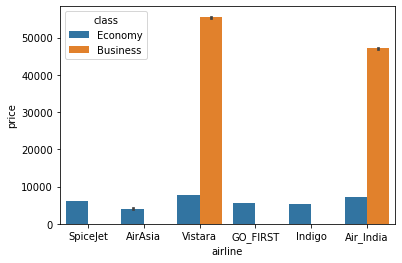 class
Economy
Business
50000
40000
30000
20000
10000
0
price
SpiceJet AirAsia Vistara GO_FIRST Indigo Air_India
airline